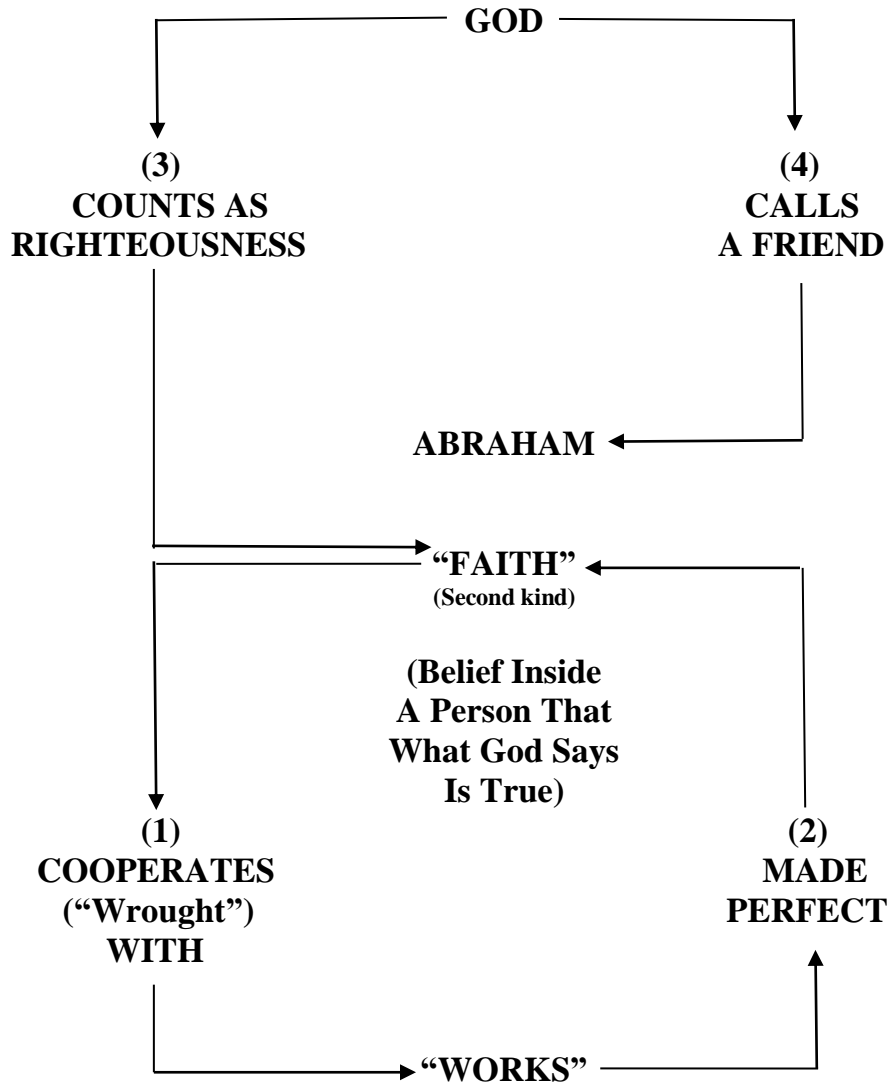 GOD
(3)
COUNTS AS
RIGHTEOUSNESS
(4)
CALLS
A FRIEND
ABRAHAM
“FAITH”
(Second kind)
(Belief Inside
A Person That
What God Says
Is True)
(1)
COOPERATES
(“Wrought”)
WITH
(2)
MADE
PERFECT
“WORKS”